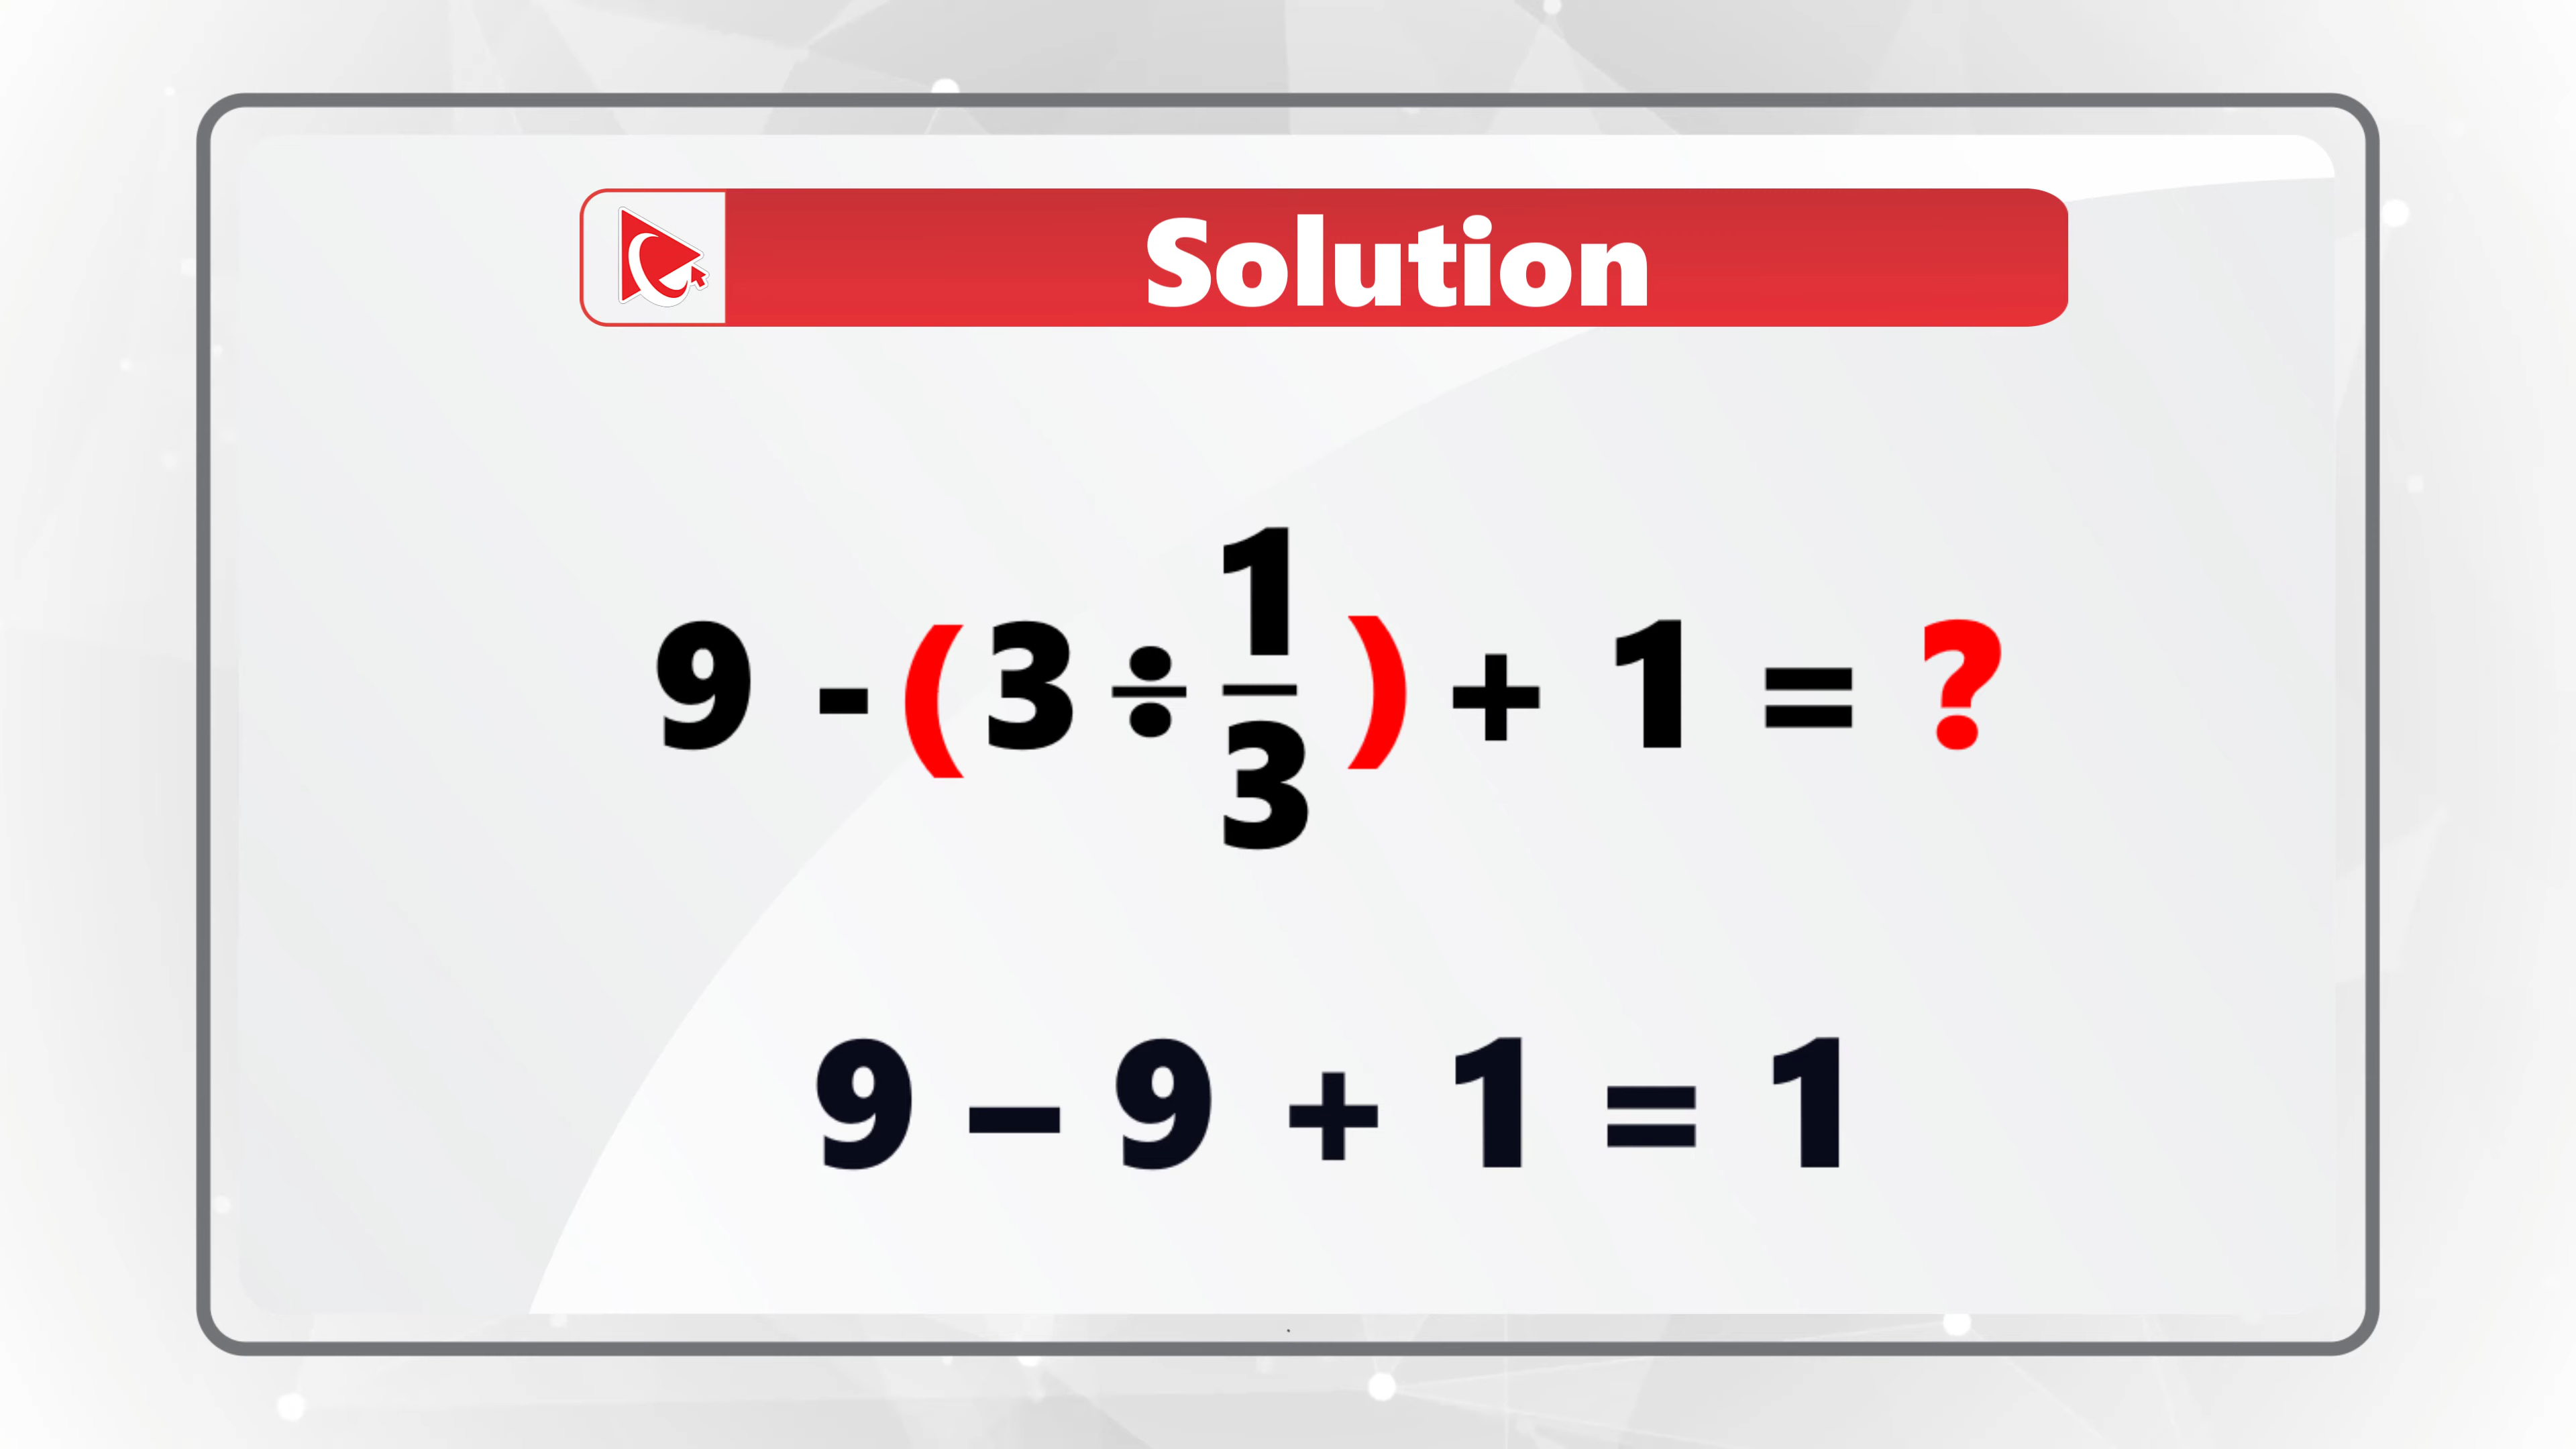 Solution
9 - (3 ÷ 1/3) + 1 = ?
9 – 9 + 1 = 1